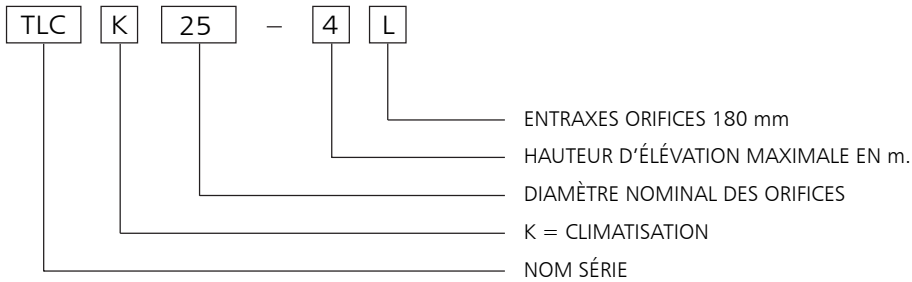 TLC K 25 – 4 L
ENTRAXES ORIFICES 180 mm
HAUTEUR D’ÉLÉVATION MAXIMALE EN m.
DIAMÈTRE NOMINAL DES ORIFICES
K = CLIMATISATION
NOM SÉRIE